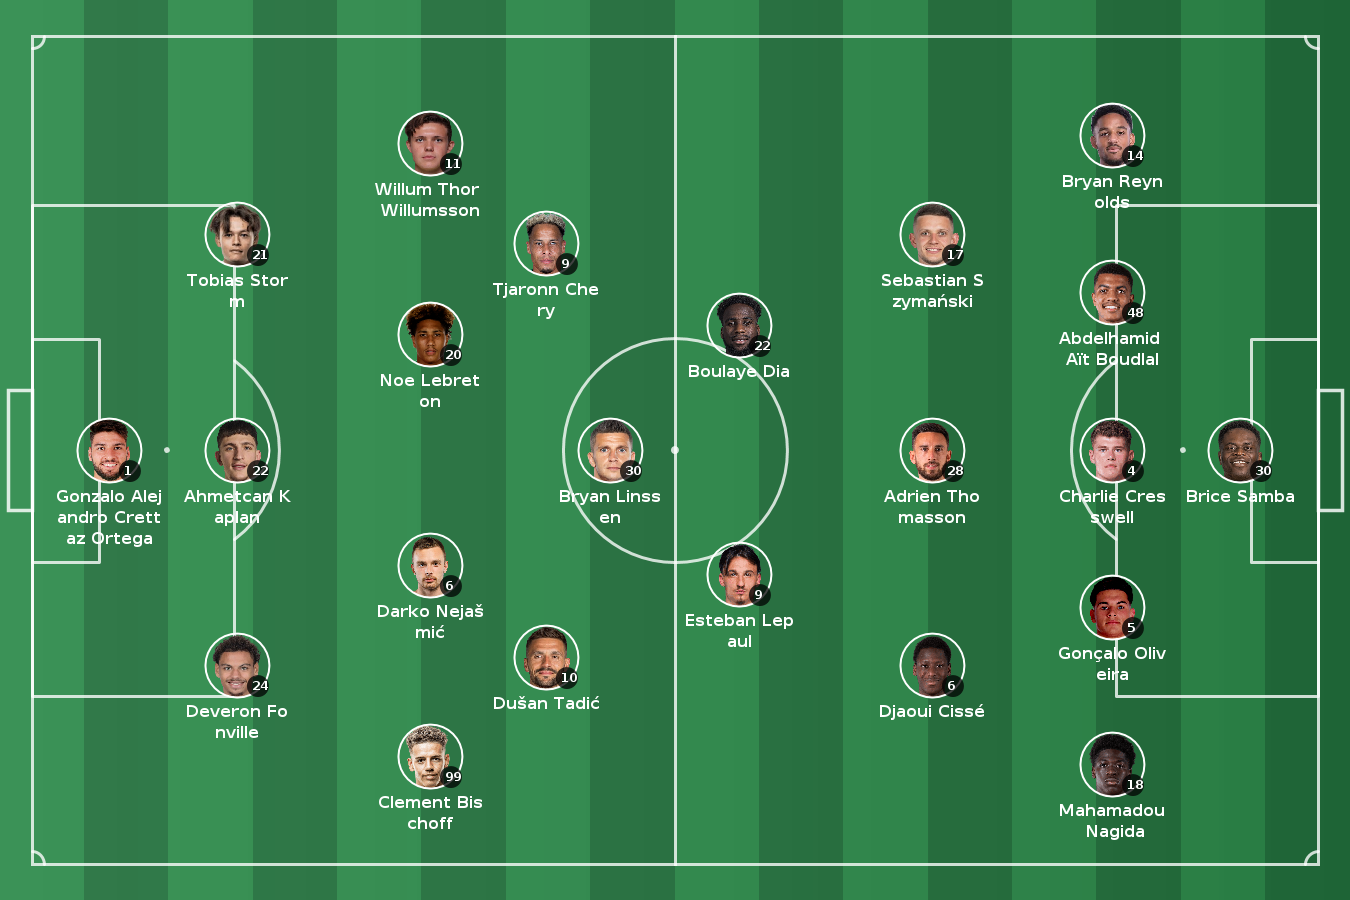 11
Willum Thor
Willumsson
14
Bryan Reyn
olds
21
Tobias Stor
m
9
Tjaronn Che
ry
17
Sebastian S
zymański
48
Abdelhamid
Aït Boudlal
20
Noe Lebret
on
22
Boulaye Dia
1
Gonzalo Alej
andro Crett
az Ortega
22
Ahmetcan K
aplan
30
Bryan Linss
en
28
Adrien Tho
masson
4
Charlie Cres
swell
30
Brice Samba
6
Darko Nejaš
mić
9
Esteban Lep
aul
5
Gonçalo Oliv
eira
24
Deveron Fo
nville
10
Dušan Tadić
6
Djaoui Cissé
99
Clement Bis
choff
18
Mahamadou
Nagida